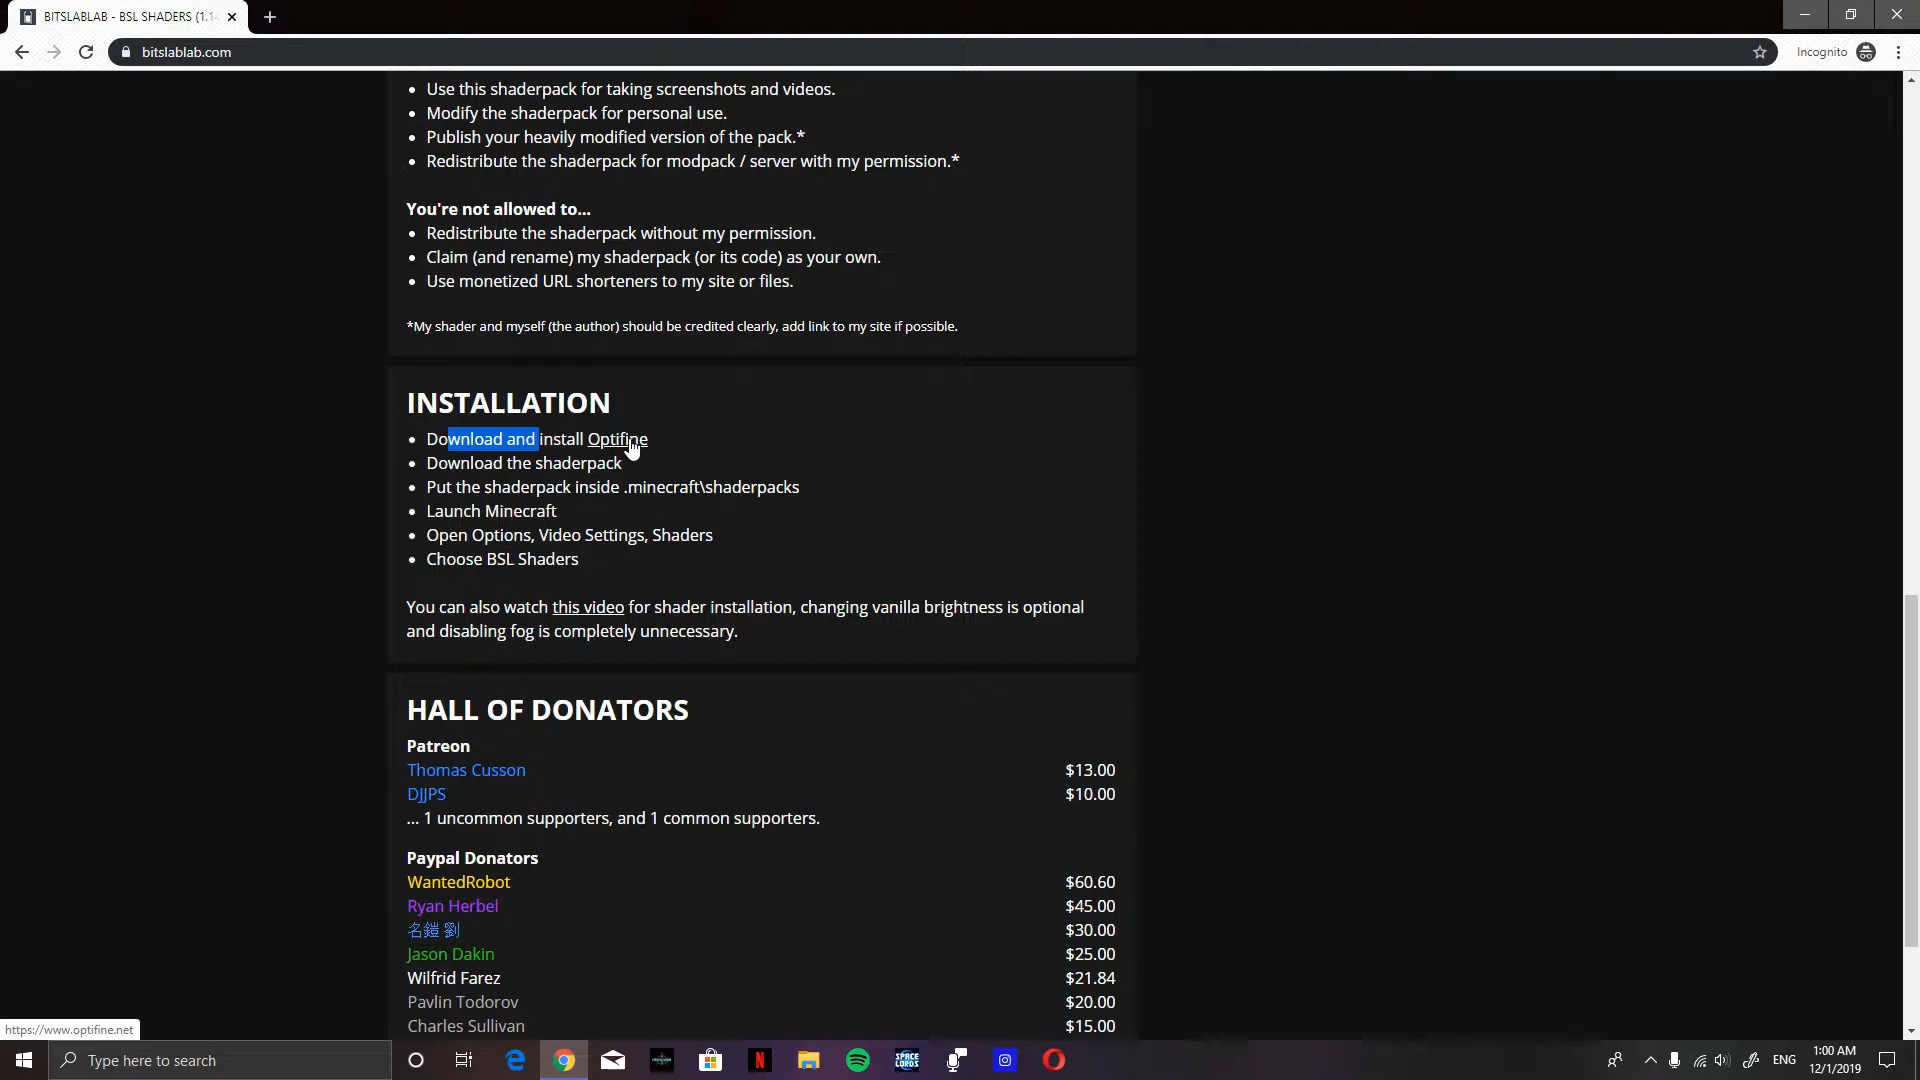 BITSLABLAB - BSL SHADERS (1.1
bitslablab.com
Incognito
Use this shaderpack for taking screenshots and videos.
Modify the shaderpack for personal use.
Publish your heavily modified version of the pack.*
Redistribute the shaderpack for modpack / server with my permission.*
You're not allowed to...
Redistribute the shaderpack without my permission.
Claim (and rename) my shaderpack (or its code) as your own.
Use monetized URL shorteners to my site or files.
*My shader and myself (the author) should be credited clearly, add link to my site if possible.
INSTALLATION
Download and install Optifine
Download the shaderpack
Put the shaderpack inside .minecraft\shaderpacks
Launch Minecraft
Open Options, Video Settings, Shaders
Choose BSL Shaders
You can also watch this video for shader installation, changing vanilla brightness is optional
and disabling fog is completely unnecessary.
HALL OF DONATORS
Patreon
Thomas Cusson $13.00
DJJPS $10.00
... 1 uncommon supporters, and 1 common supporters.
Paypal Donators
WantedRobot $60.60
Ryan Herbel $45.00
名鎧 劉 $30.00
Jason Dakin $25.00
Wilfrid Farez $21.84
Pavlin Todorov $20.00
Charles Sullivan $15.00
https://www.optifine.net
Type here to search
SPACE
LORDS
ENG
1:00 AM
12/1/2019